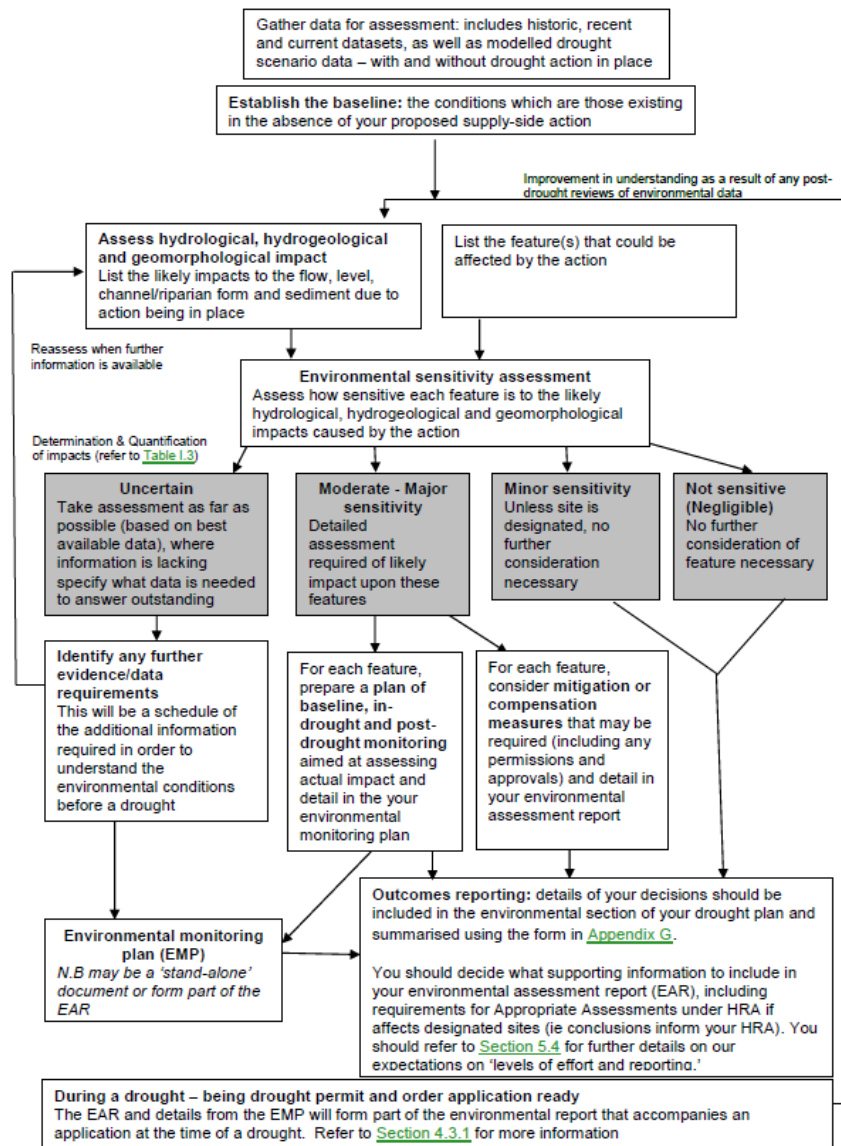 Gather data for assessment: includes historic, recent
and current datasets, as well as modelled drought
scenario data – with and without drought action in place
Establish the baseline: the conditions which are those existing
in the absence of your proposed supply-side action
Improvement in understanding as a result of any post-
drought reviews of environmental data
Assess hydrological, hydrogeological
and geomorphological impact
List the likely impacts to the flow, level,
channel/riparian form and sediment due to
action being in place
List the feature(s) that could be
affected by the action
Reassess when further
information is available
Environmental sensitivity assessment
Assess how sensitive each feature is to the likely
hydrological, hydrogeological and geomorphological
impacts caused by the action
Determination & Quantification
of impacts (refer to Table I.3)
Uncertain
Take assessment as far as
possible (based on best
available data), where
information is lacking
specify what data is needed
to answer outstanding
Moderate - Major
sensitivity
Detailed
assessment
required of likely
impact upon these
features
Minor sensitivity
Unless site is
designated, no
further
consideration
necessary
Not sensitive
(Negligible)
No further
consideration of
feature necessary
Identify any further
evidence/data
requirements
This will be a schedule of
the additional information
required in order to
understand the
environmental conditions
before a drought
For each feature,
prepare a plan of
baseline, in-
drought and post-
drought monitoring
aimed at assessing
actual impact and
detail in the your
environmental
monitoring plan
For each feature,
consider mitigation or
compensation
measures that may be
required (including any
permissions and
approvals) and detail in
your environmental
assessment report
Environmental monitoring
plan (EMP)
N.B may be a ‘stand-alone’
document or form part of the
EAR
Outcomes reporting: details of your decisions should be
included in the environmental section of your drought plan and
summarised using the form in Appendix G.
You should decide what supporting information to include in
your environmental assessment report (EAR), including
requirements for Appropriate Assessments under HRA if
affects designated sites (ie conclusions inform your HRA). You
should refer to Section 5.4 for further details on our
expectations on ‘levels of effort and reporting.’
During a drought – being drought permit and order application ready
The EAR and details from the EMP will form part of the environmental report that accompanies an
application at the time of a drought. Refer to Section 4.3.1 for more information